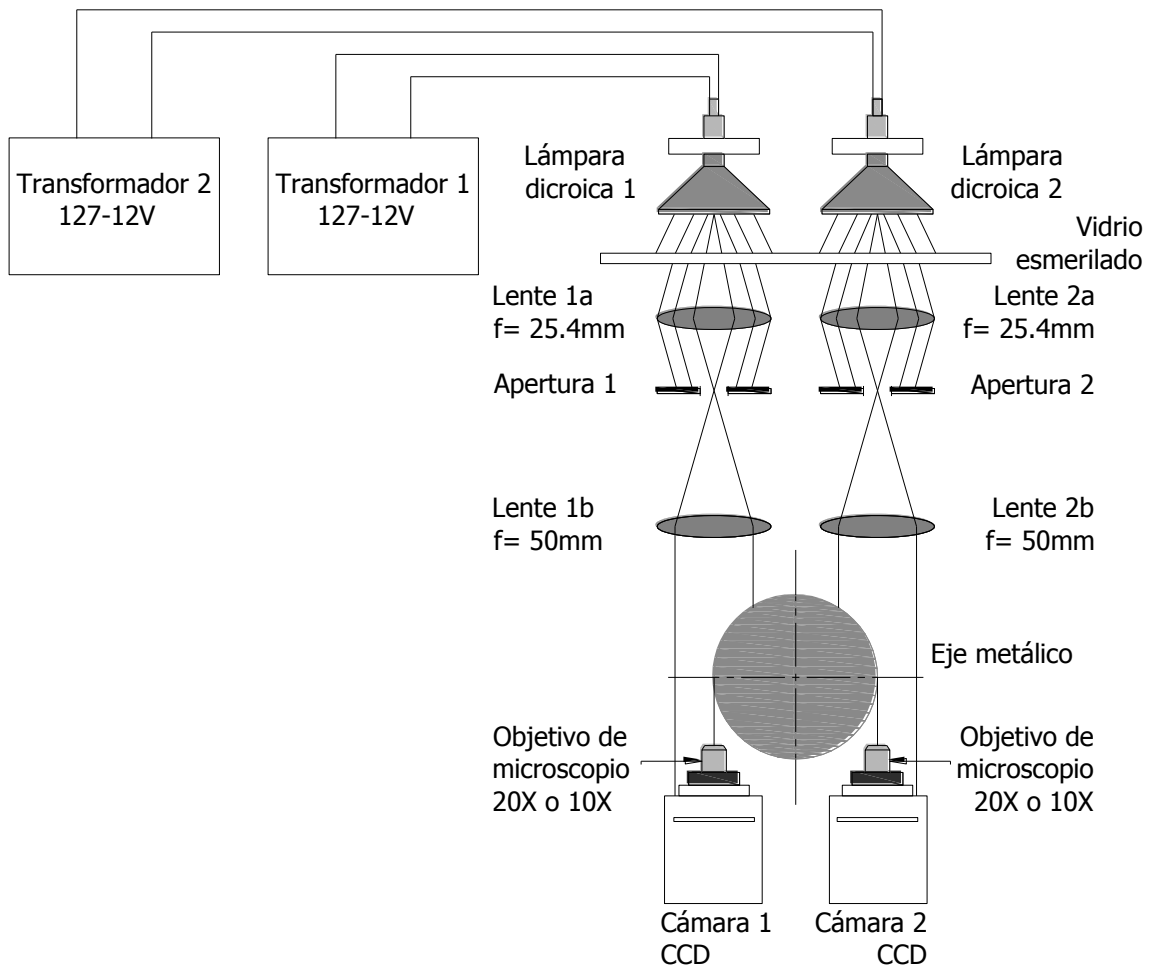 Transformador 2
127-12V
Transformador 1
127-12V
Lámpara
dicroica 1
Lámpara
dicroica 2
Vidrio
esmerilado
Lente 1a
f= 25.4mm
Lente 2a
f= 25.4mm
Apertura 1
Apertura 2
Lente 1b
f= 50mm
Lente 2b
f= 50mm
Eje metálico
Objetivo de
microscopio
20X o 10X
Objetivo de
microscopio
20X o 10X
Cámara 1
CCD
Cámara 2
CCD